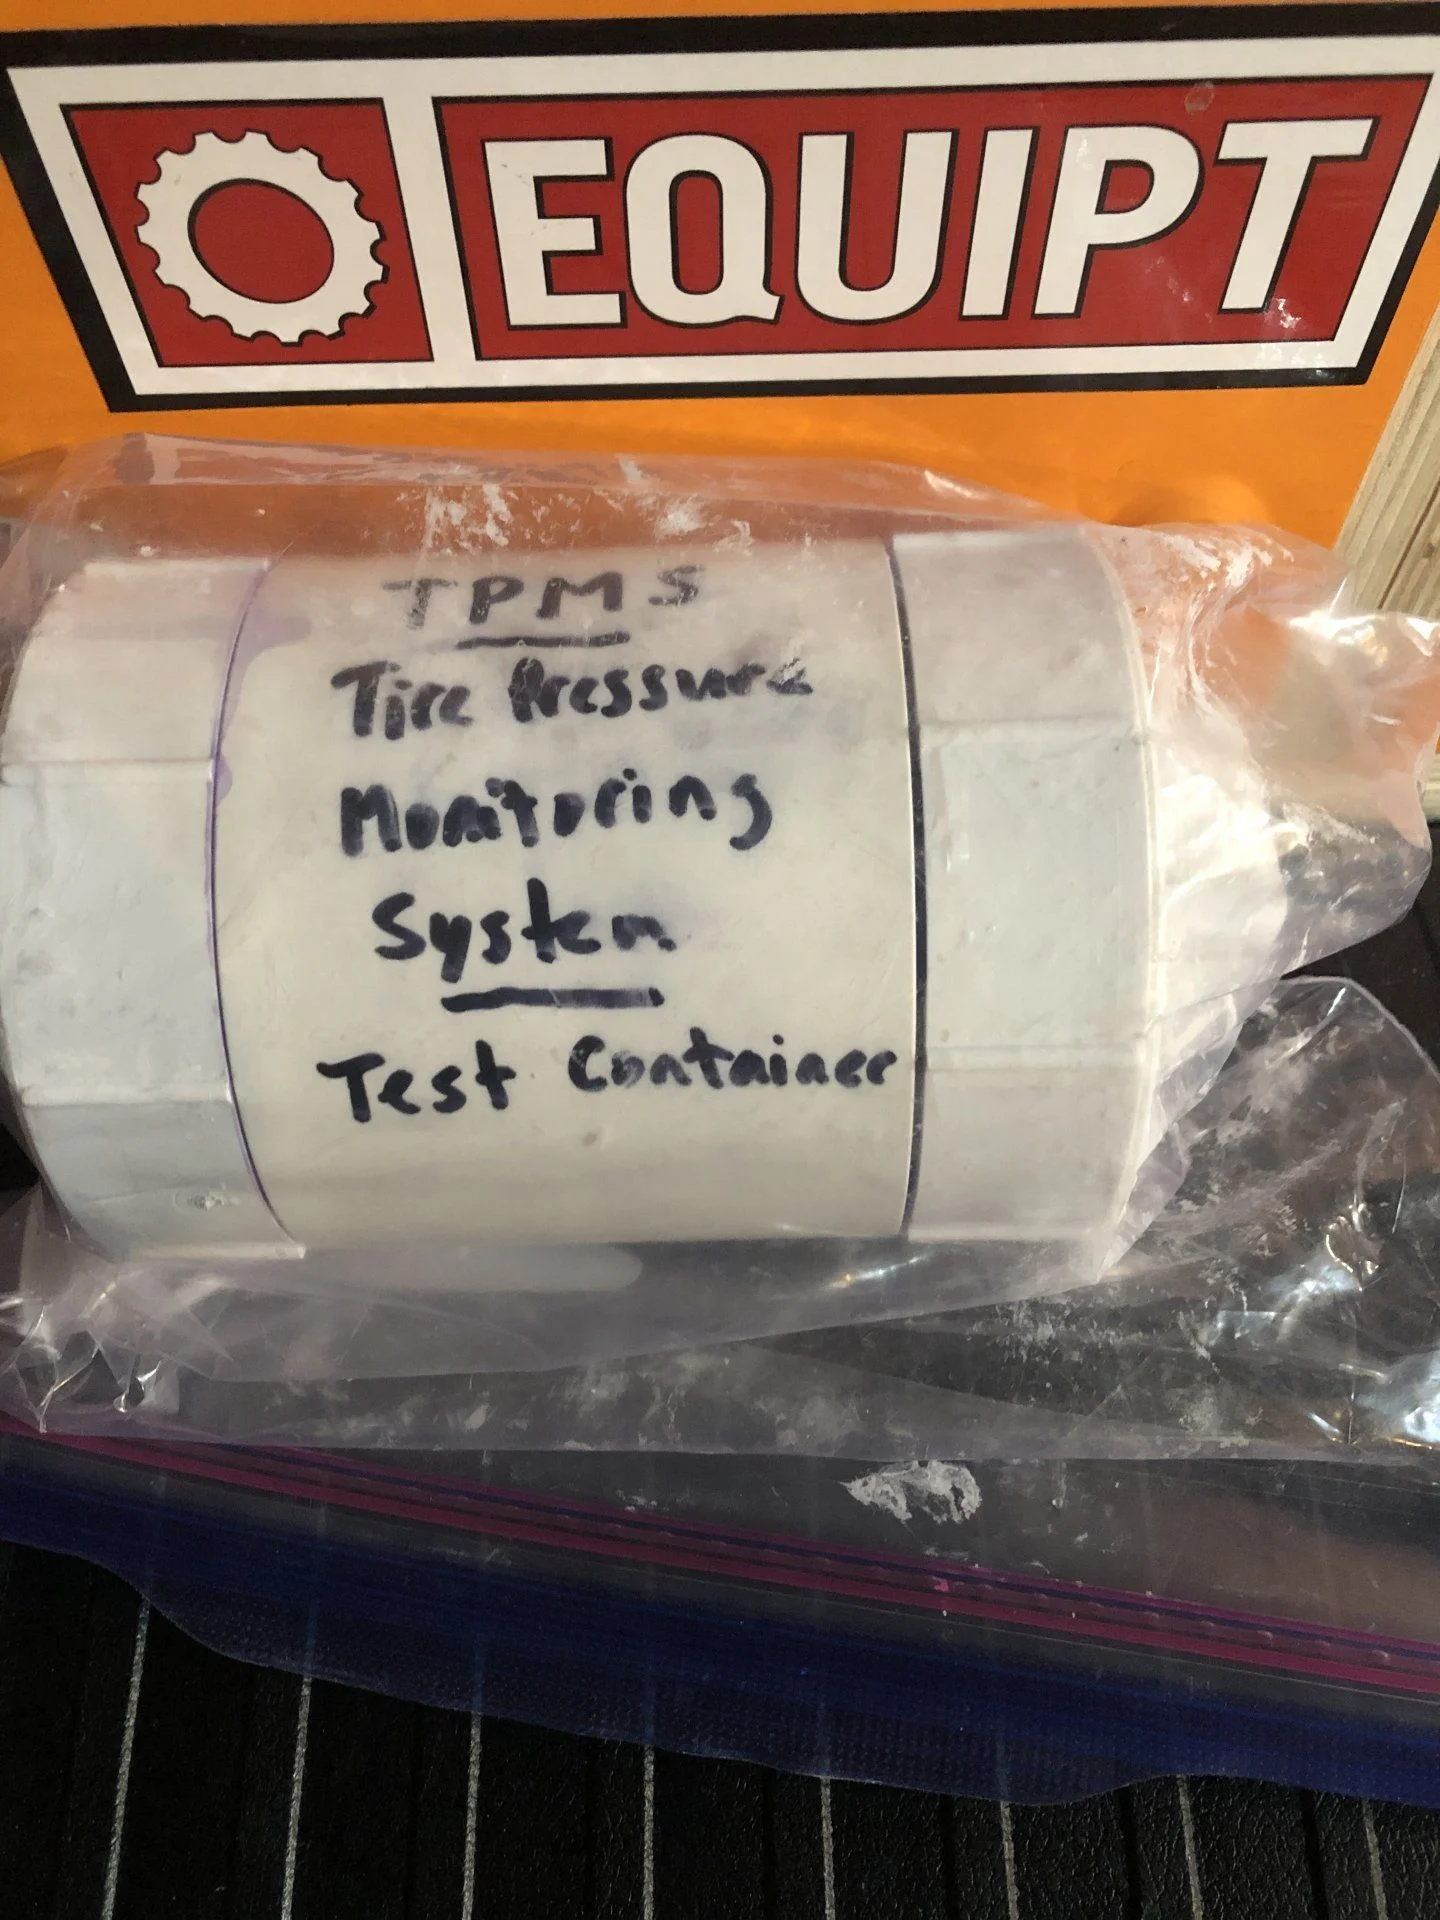 EQUIPT
TPMS
Tire Pressure
Monitoring
System
Test Container